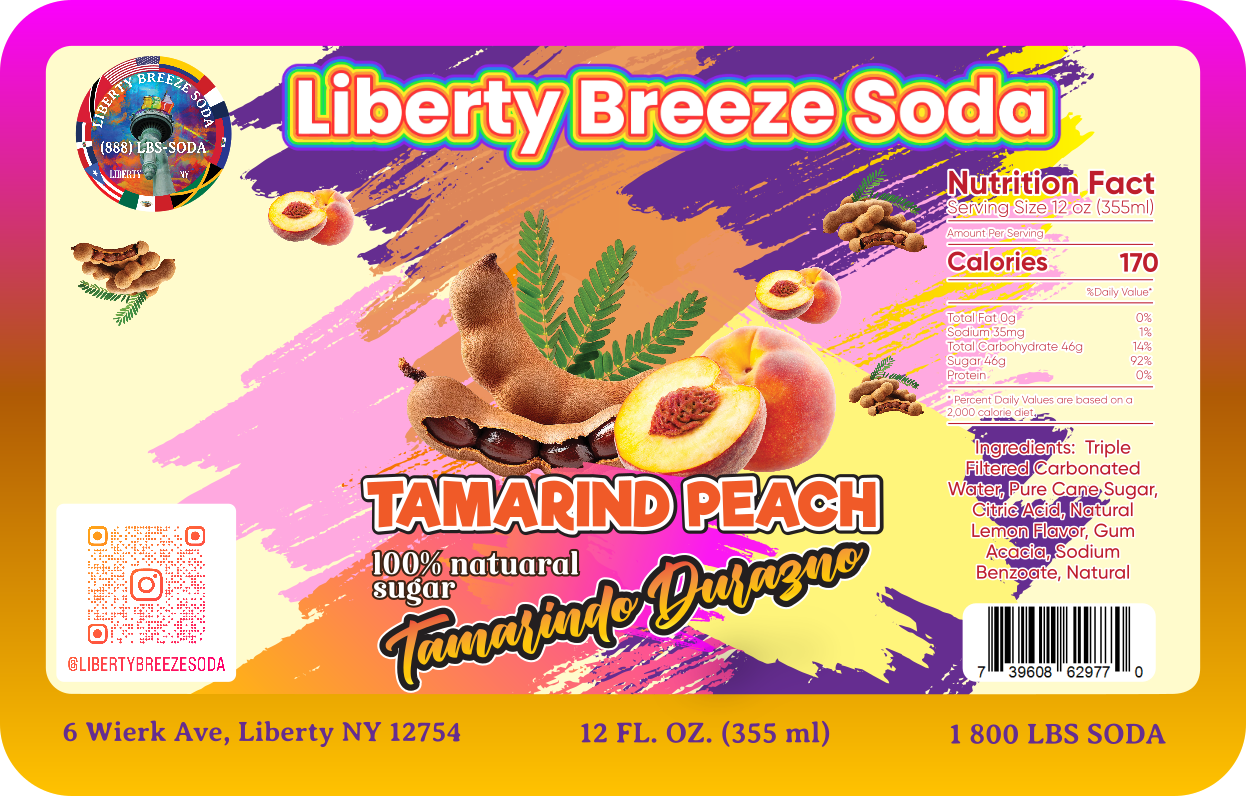 LIBERTY BREEZE SODA
(888) LBS-SODA
LIBERTY NY
Liberty Breeze Soda
Nutrition Fact
Serving Size 12 oz (355ml)
Amount Per Serving
Calories 170
%Daily Value*
Total Fat 0g 0%
Sodium 35mg 1%
Total Carbohydrate 46g 14%
Sugar 46g 92%
Protein 0%
* Percent Daily Values are based on a
2,000 calorie diet.
Ingredients: Triple
Filtered Carbonated
Water, Pure Cane Sugar,
Citric Acid, Natural
Lemon Flavor, Gum
Acacia, Sodium
Benzoate, Natural
TAMARIND PEACH
100% natuaral
sugar
Tamarindo Durazno
@LIBERTYBREEZESODA
7 39608 62977 0
6 Wierk Ave, Liberty NY 12754
12 FL. OZ. (355 ml)
1 800 LBS SODA